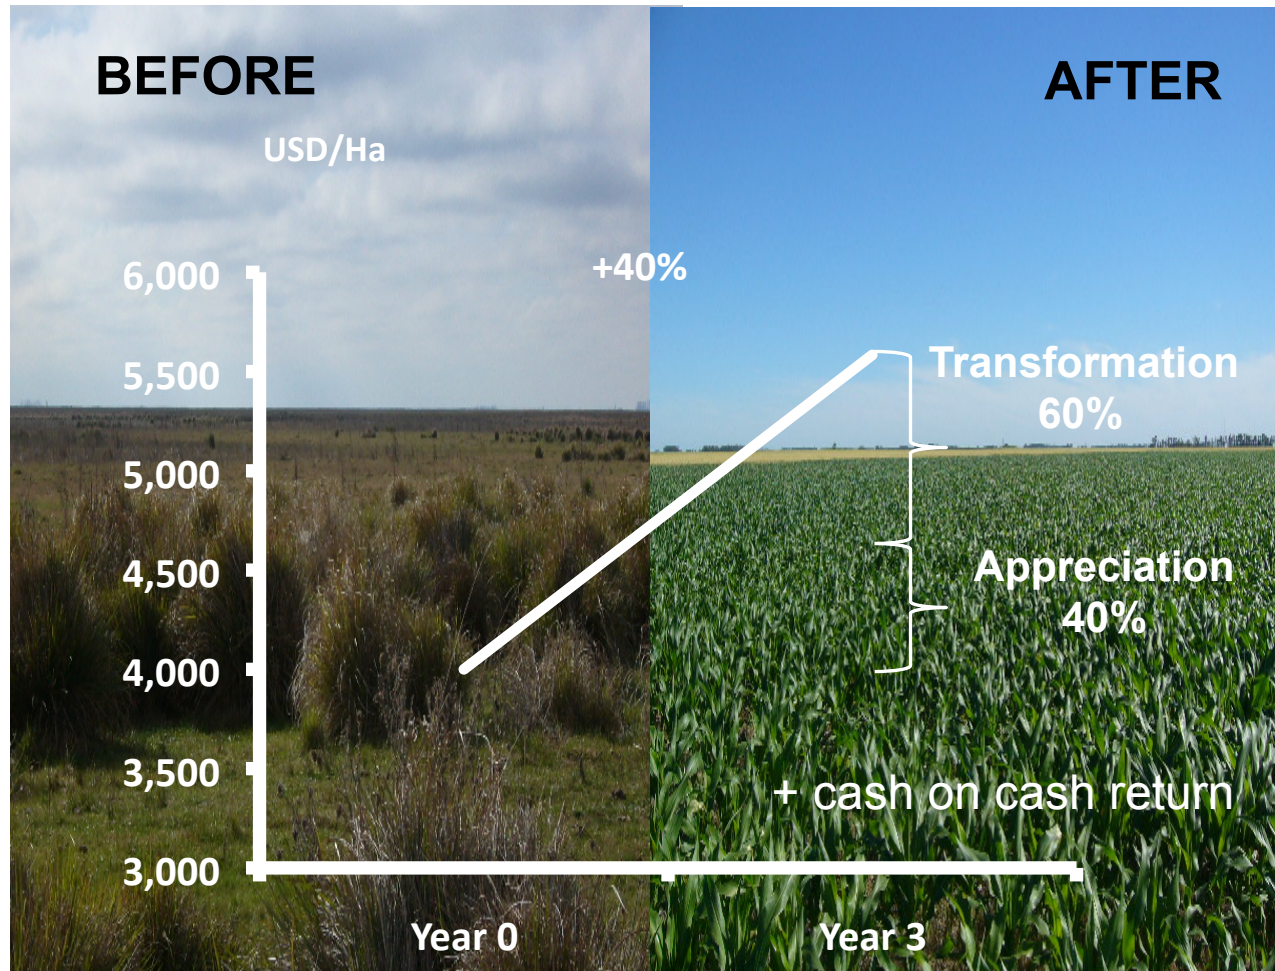 BEFORE
AFTER
USD/Ha
+40%
6,000
5,500
5,000
4,500
4,000
3,500
3,000
Transformation
60%
Appreciation
40%
+ cash on cash return
Year 0
Year 3